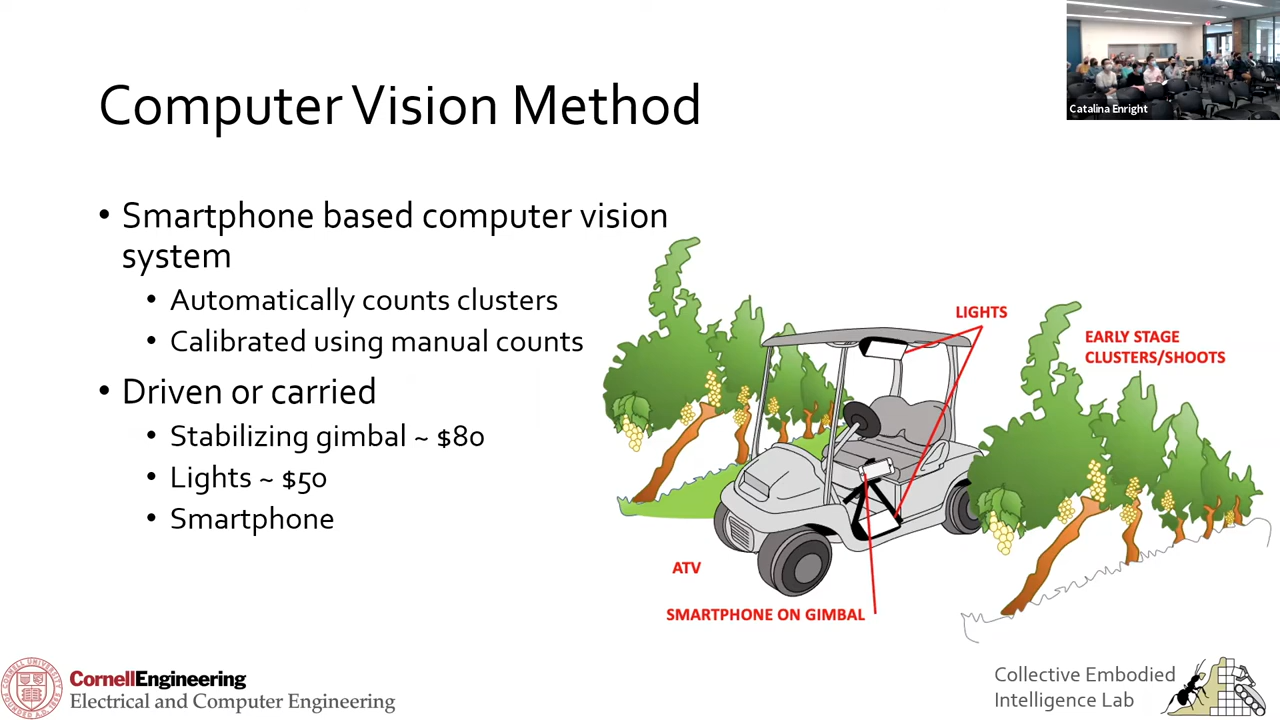 Catalina Enright
Computer Vision Method
• Smartphone based computer vision
system
• Automatically counts clusters
• Calibrated using manual counts
• Driven or carried
• Stabilizing gimbal ~ $80
• Lights ~ $50
• Smartphone
LIGHTS
EARLY STAGE
CLUSTERS/SHOOTS
ATV
SMARTPHONE ON GIMBAL
CornellEngineering
Electrical and Computer Engineering
Collective Embodied
Intelligence Lab